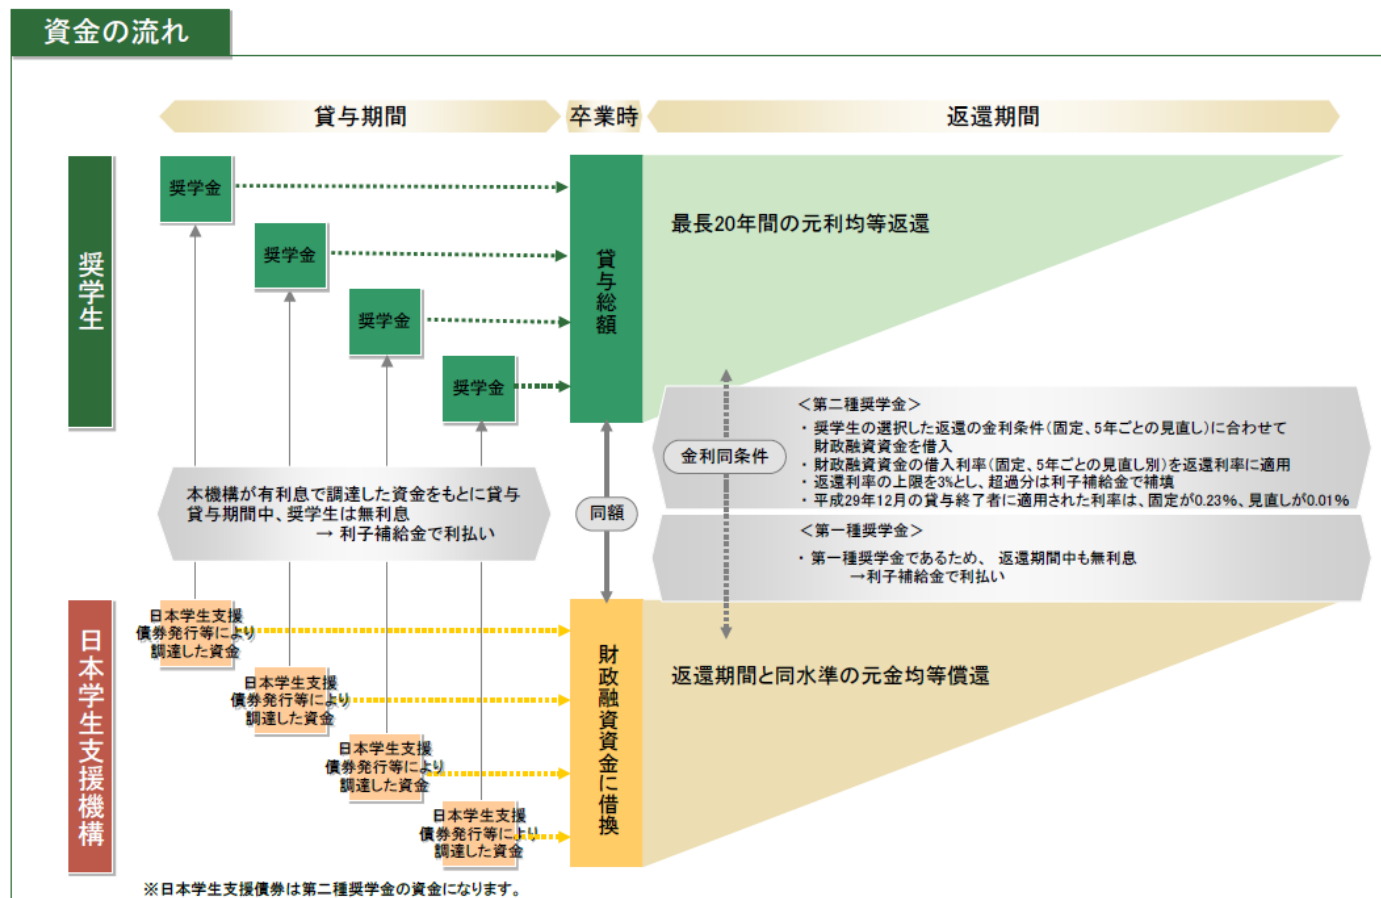 資金の流れ
貸与期間
卒業時
返還期間
奨学生
奨学金
奨学金
奨学金
奨学金
貸与総額
最長20年間の元利均等返還
本機構が有利息で調達した資金をもとに貸与
貸与期間中、奨学生は無利息
→ 利子補給金で利払い
同額
金利同条件
＜第二種奨学金＞
・ 奨学生の選択した返還の金利条件（固定、5年ごとの見直し）に合わせて
財政融資資金を借入
・ 財政融資資金の借入利率（固定、5年ごとの見直し別）を返還利率に適用
・ 返還利率の上限を3%とし、超過分は利子補給金で補填
・ 平成29年12月の貸与終了者に適用された利率は、固定が0.23%、見直しが0.01%
＜第一種奨学金＞
・ 第一種奨学金であるため、 返還期間中も無利息
→利子補給金で利払い
日本学生支援機構
日本学生支援
債券発行等により
調達した資金
日本学生支援
債券発行等により
調達した資金
日本学生支援
債券発行等により
調達した資金
日本学生支援
債券発行等により
調達した資金
財政融資資金に借換
返還期間と同水準の元金均等償還
※日本学生支援債券は第二種奨学金の資金になります。